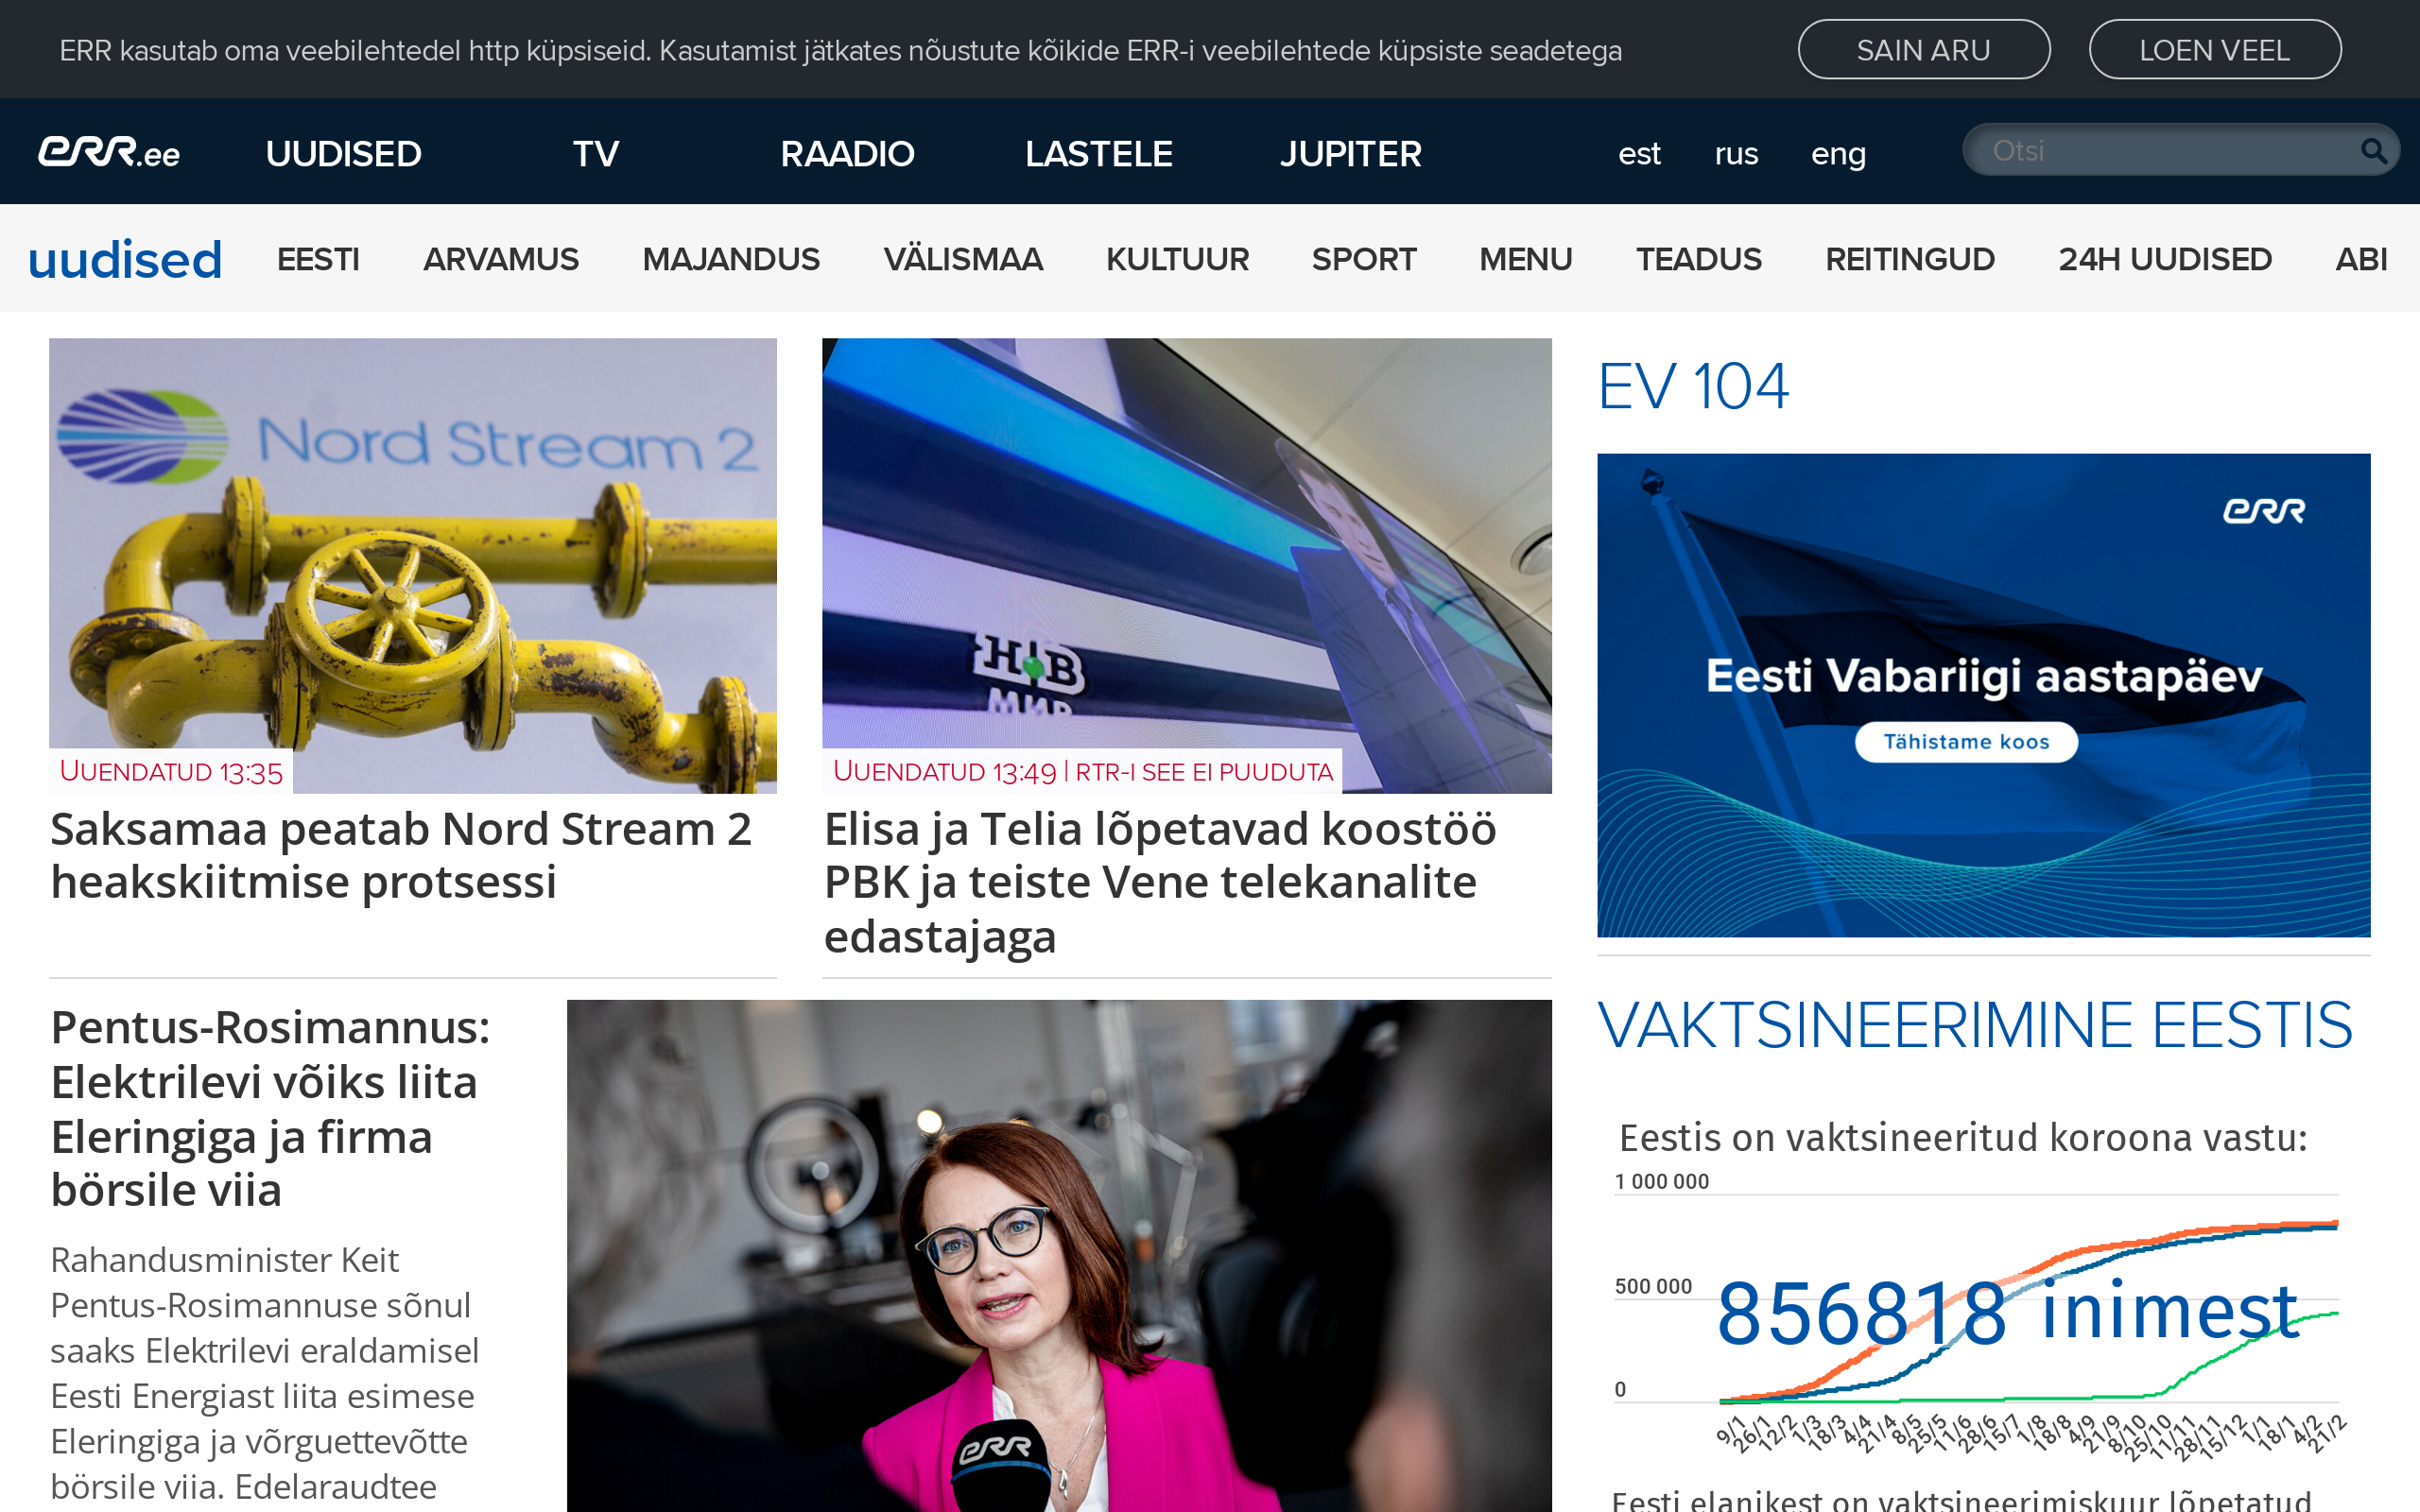 ERR kasutab oma veebilehtedel http küpsiseid. Kasutamist jätkates nõustute kõikide ERR-i veebilehtede küpsiste seadetega
SAIN ARU
LOEN VEEL
err.ee
UUDISED
TV
RAADIO
LASTELE
JUPITER
est
rus
eng
Otsi
uudised
EESTI
ARVAMUS
MAJANDUS
VÄLISMAA
KULTUUR
SPORT
MENU
TEADUS
REITINGUD
24H UUDISED
ABI
Nord Stream 2
UUENDATUD 13:35
Saksamaa peatab Nord Stream 2
heakskiitmise protsessi
НТВ
МИР
UUENDATUD 13:49 | RTR-I SEE EI PUUDUTA
Elisa ja Telia lõpetavad koostöö
PBK ja teiste Vene telekanalite
edastajaga
EV 104
err
Eesti Vabariigi aastapäev
Tähistame koos
Pentus-Rosimannus:
Elektrilevi võiks liita
Eleringiga ja firma
börsile viia
Rahandusminister Keit
Pentus-Rosimannuse sõnul
saaks Elektrilevi eraldamisel
Eesti Energiast liita esimese
Eleringiga ja võrguettevõtte
börsile viia. Edelaraudtee
err
VAKTSINEERIMINE EESTIS
Eestis on vaktsineeritud koroona vastu:
1 000 000
500 000
0
856818 inimest
9/1
26/1
12/2
1/3
18/3
4/4
21/4
8/5
25/5
11/6
28/6
15/7
1/8
18/8
4/9
21/9
8/10
25/10
11/11
28/11
15/12
1/1
18/1
4/2
21/2
Eesti elanikest on vaktsineerimiskuur lõpetatud